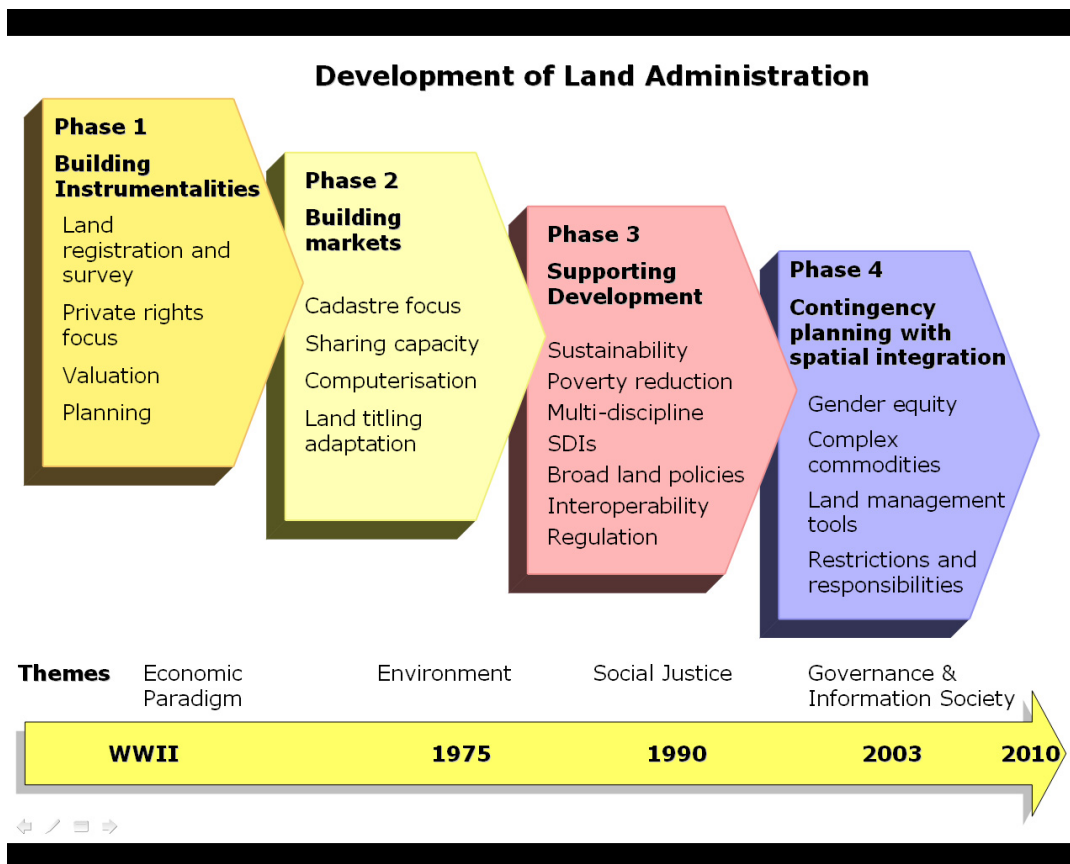 Development of Land Administration
Phase 1
Building
Instrumentalities
Land
registration and
survey
Private rights
focus
Valuation
Planning
Phase 2
Building
markets
Cadastre focus
Sharing capacity
Computerisation
Land titling
adaptation
Phase 3
Supporting
Development
Sustainability
Poverty reduction
Multi-discipline
SDIs
Broad land policies
Interoperability
Regulation
Phase 4
Contingency
planning with
spatial integration
Gender equity
Complex
commodities
Land management
tools
Restrictions and
responsibilities
Themes
Economic
Paradigm
Environment
Social Justice
Governance &
Information Society
WWII
1975
1990
2003
2010